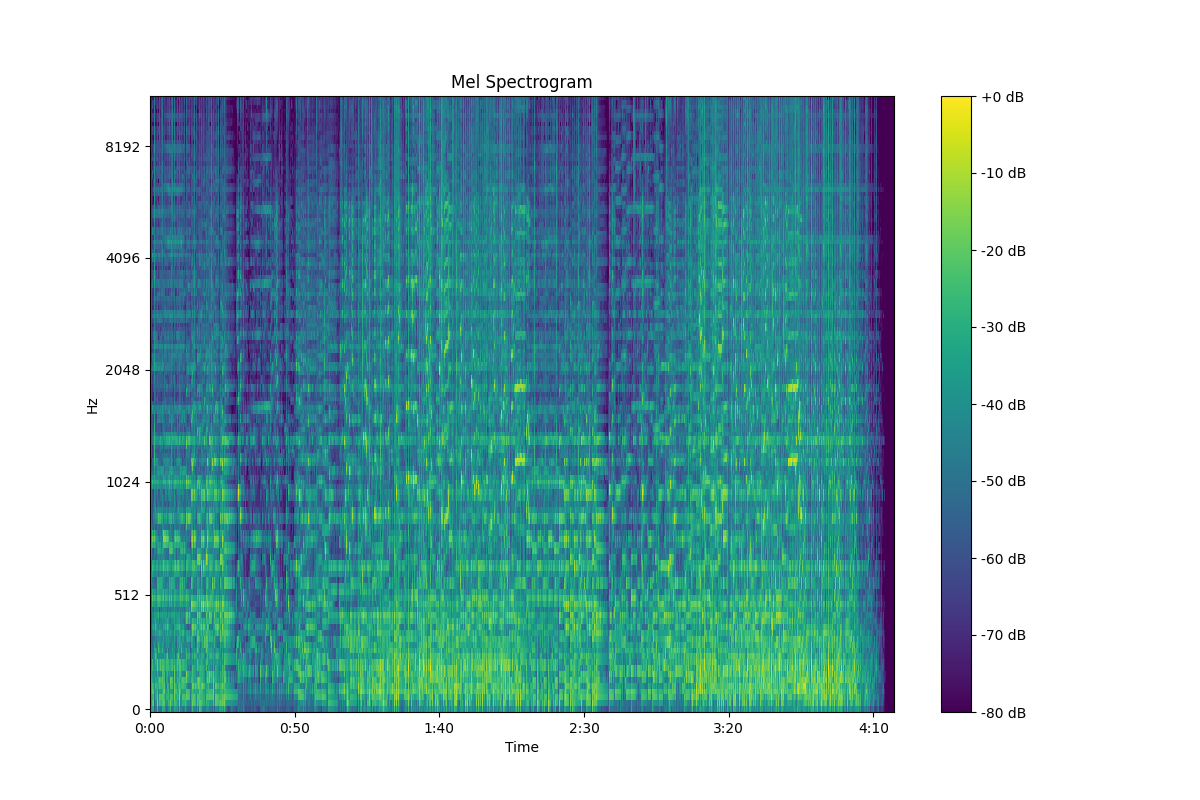 Mel Spectrogram
Hz
8192
4096
2048
1024
512
0
0:00 0:50 1:40 2:30 3:20 4:10
Time
+0 dB
-10 dB
-20 dB
-30 dB
-40 dB
-50 dB
-60 dB
-70 dB
-80 dB